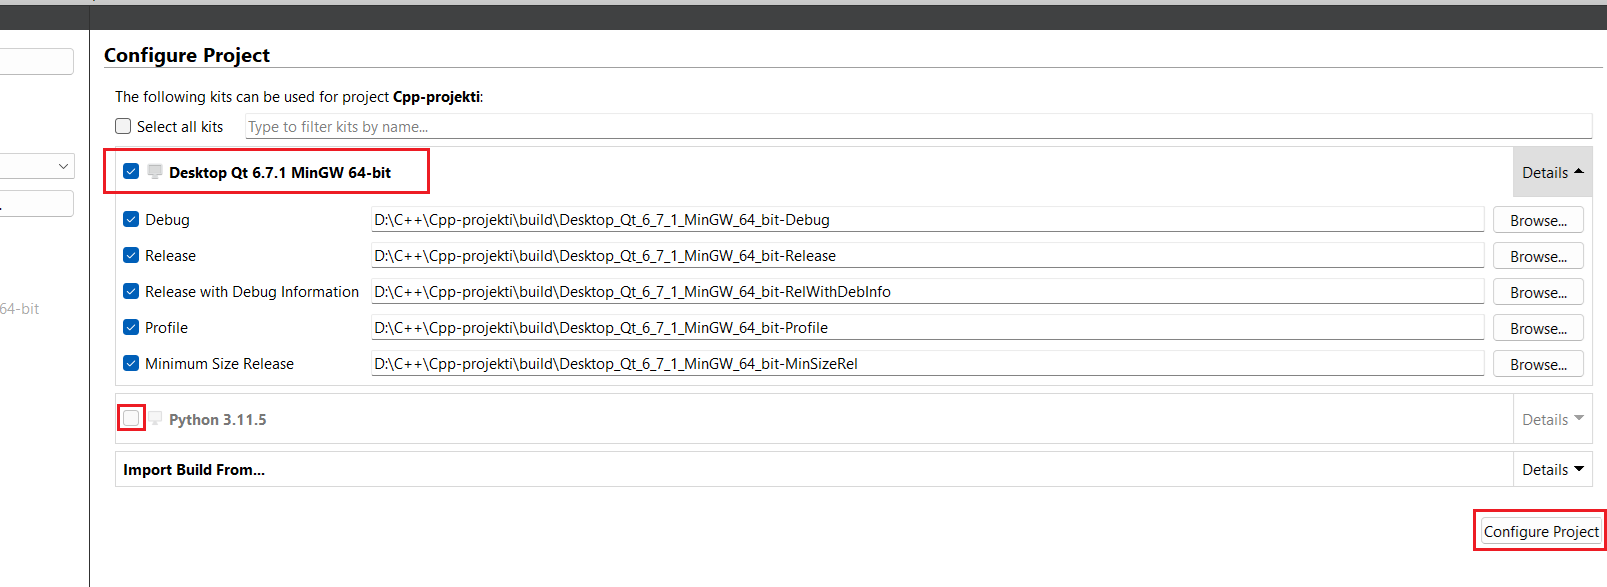 Configure Project
The following kits can be used for project Cpp-projekti:
Select all kits Type to filter kits by name...
Desktop Qt 6.7.1 MinGW 64-bit Details
Debug D:\C++\Cpp-projekti\build\Desktop_Qt_6_7_1_MinGW_64_bit-Debug Browse...
Release D:\C++\Cpp-projekti\build\Desktop_Qt_6_7_1_MinGW_64_bit-Release Browse...
Release with Debug Information D:\C++\Cpp-projekti\build\Desktop_Qt_6_7_1_MinGW_64_bit-RelWithDebInfo Browse...
64-bit
Profile D:\C++\Cpp-projekti\build\Desktop_Qt_6_7_1_MinGW_64_bit-Profile Browse...
Minimum Size Release D:\C++\Cpp-projekti\build\Desktop_Qt_6_7_1_MinGW_64_bit-MinSizeRel Browse...
Python 3.11.5 Details
Import Build From... Details
Configure Project